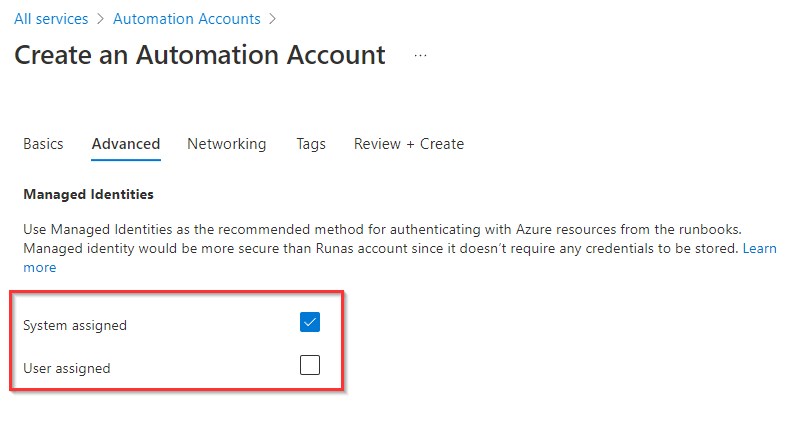 All services > Automation Accounts >
Create an Automation Account ...
Basics Advanced Networking Tags Review + Create
Managed Identities
Use Managed Identities as the recommended method for authenticating with Azure resources from the runbooks.
Managed identity would be more secure than Runas account since it doesn't require any credentials to be stored. Learn
more
System assigned
User assigned